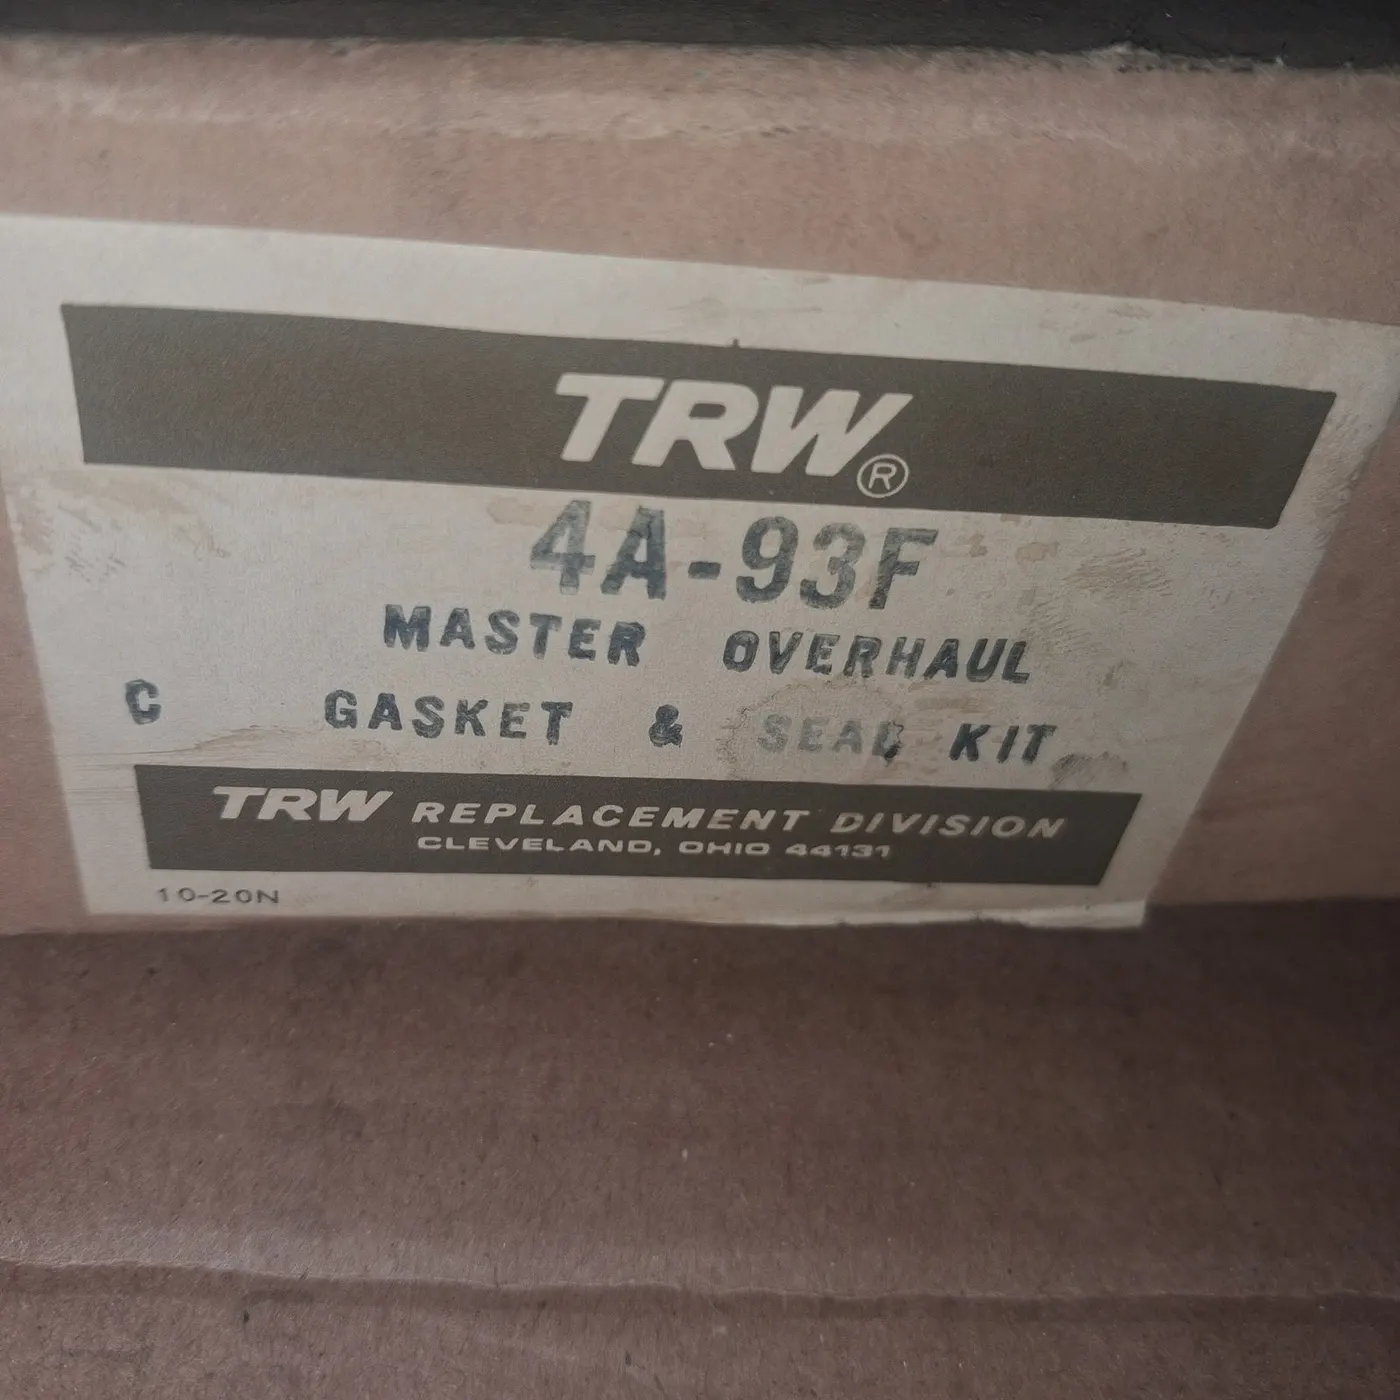 TRW®
4A-93F
MASTER OVERHAUL
C GASKET & SEAL KIT
TRW REPLACEMENT DIVISION
CLEVELAND, OHIO 44131
10-20N